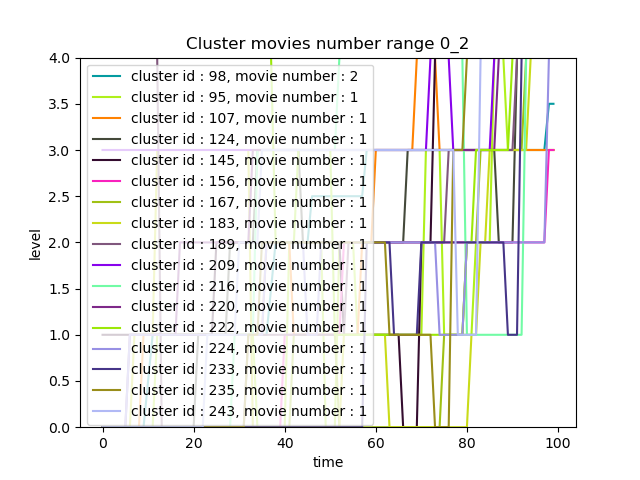 Cluster movies number range 0_2
4.0
3.5
3.0
2.5
2.0
1.5
1.0
0.5
0.0
level
cluster id : 98, movie number : 2
cluster id : 95, movie number : 1
cluster id : 107, movie number : 1
cluster id : 124, movie number : 1
cluster id : 145, movie number : 1
cluster id : 156, movie number : 1
cluster id : 167, movie number : 1
cluster id : 183, movie number : 1
cluster id : 189, movie number : 1
cluster id : 209, movie number : 1
cluster id : 216, movie number : 1
cluster id : 220, movie number : 1
cluster id : 222, movie number : 1
cluster id : 224, movie number : 1
cluster id : 233, movie number : 1
cluster id : 235, movie number : 1
cluster id : 243, movie number : 1
0 20 40 60 80 100
time